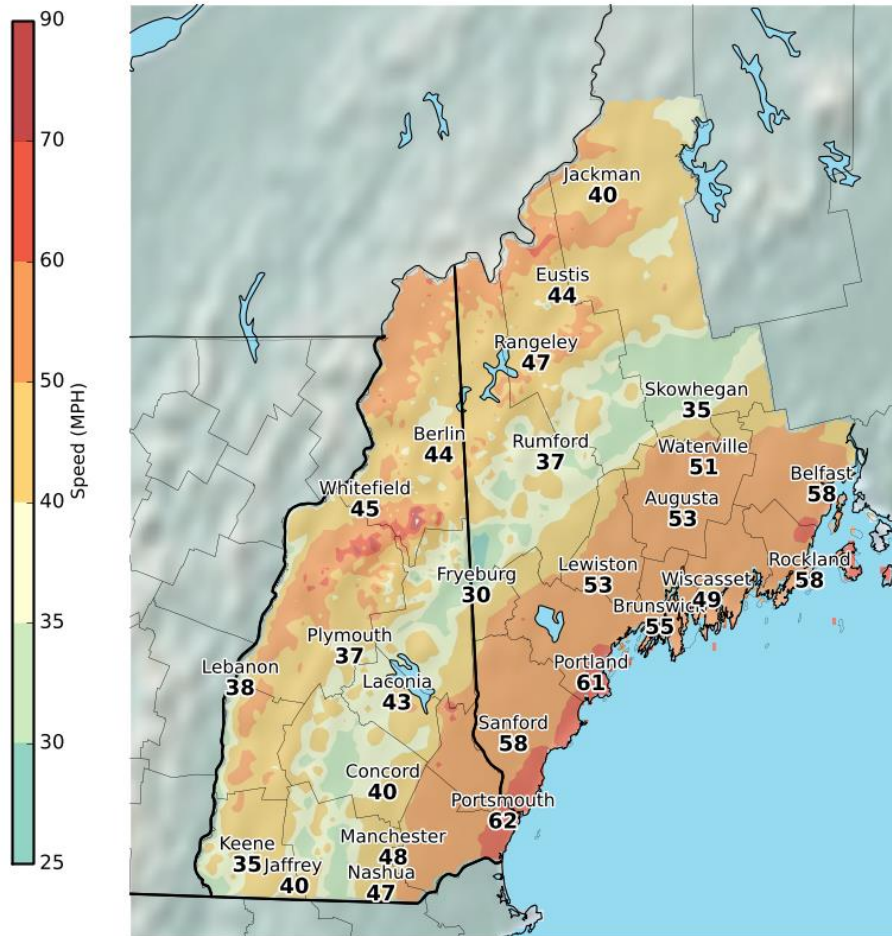 90
70
60
50
40
35
30
25
Speed (MPH)
Jackman
40
Eustis
44
Rangeley
47
Skowhegan
35
Berlin
44
Rumford
37
Waterville
51
Belfast
58
Whitefield
45
Augusta
53
Rockland
58
Fryeburg
30
Lewiston
53
Wiscasset
49
Brunswick
55
Plymouth
37
Lebanon
38
Laconia
43
Portland
61
Sanford
58
Concord
40
Portsmouth
62
Keene
35
Jaffrey
40
Manchester
48
Nashua
47